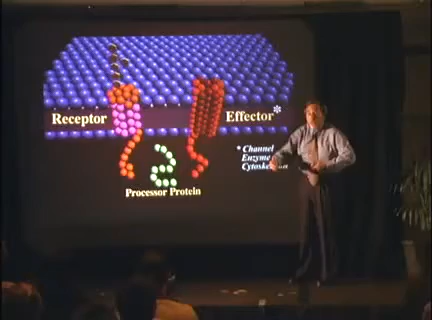 Receptor
Effector*
* Channel
Enzyme
Processor Protein